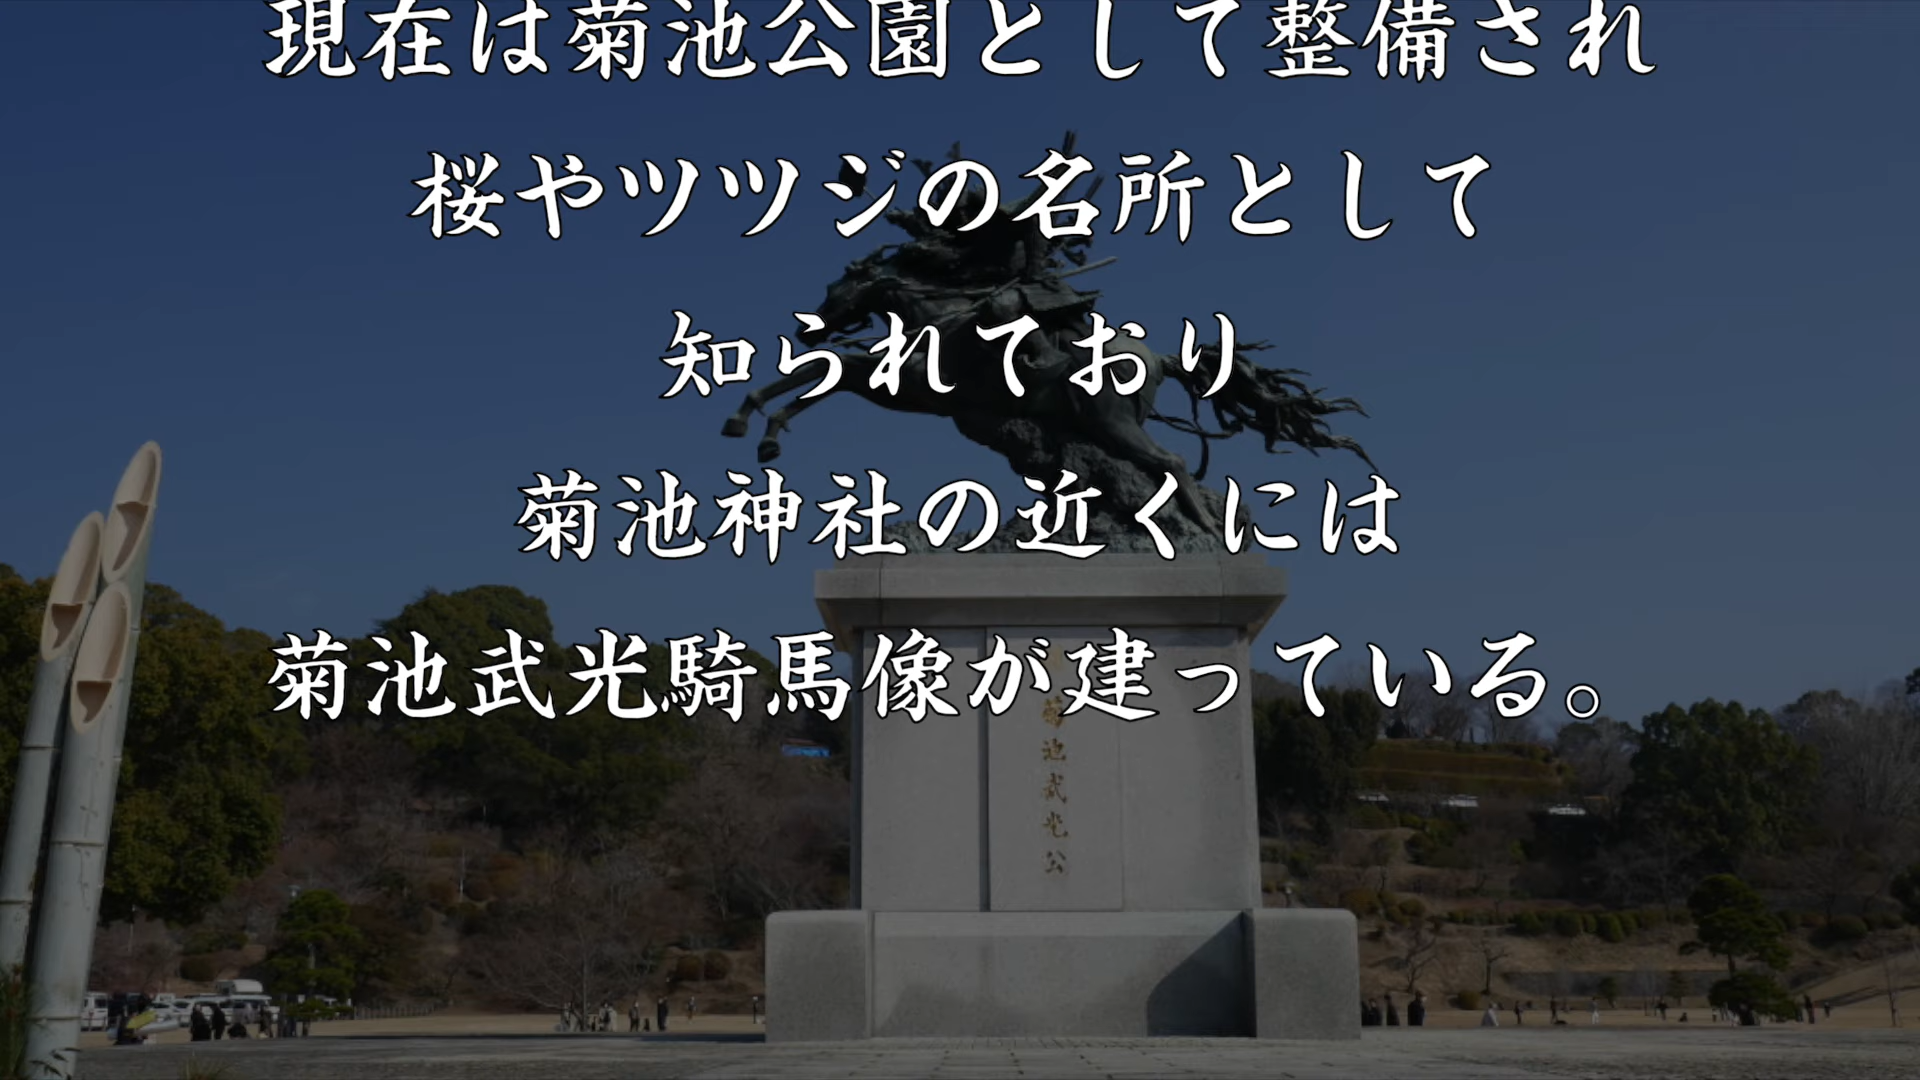 現在は菊池公園として整備され
桜やツツジの名所として
知られており
菊池神社の近くには
菊池武光騎馬像が建っている。
菊池武光公